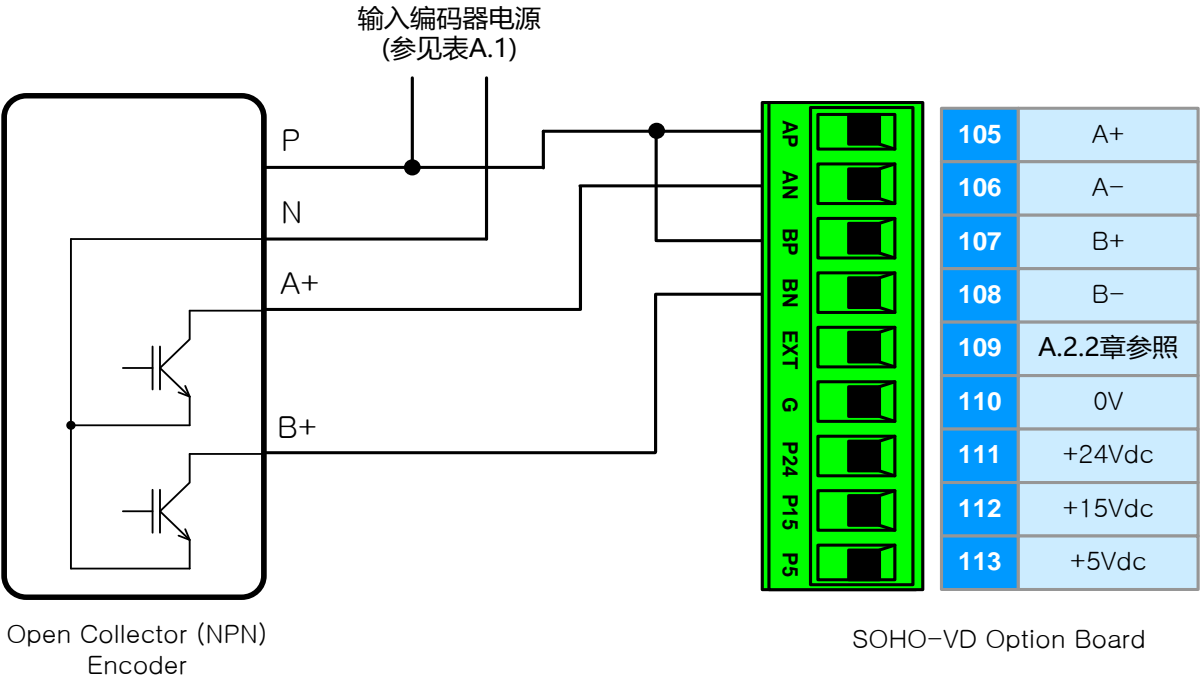 输入编码器电源
(参见表A.1)
P
N
A+
B+
AP
AN
BP
BN
EXT
G
P24
P15
P5
105 A+
106 A-
107 B+
108 B-
109 A.2.2章参照
110 0V
111 +24Vdc
112 +15Vdc
113 +5Vdc
Open Collector (NPN)
Encoder
SOHO-VD Option Board